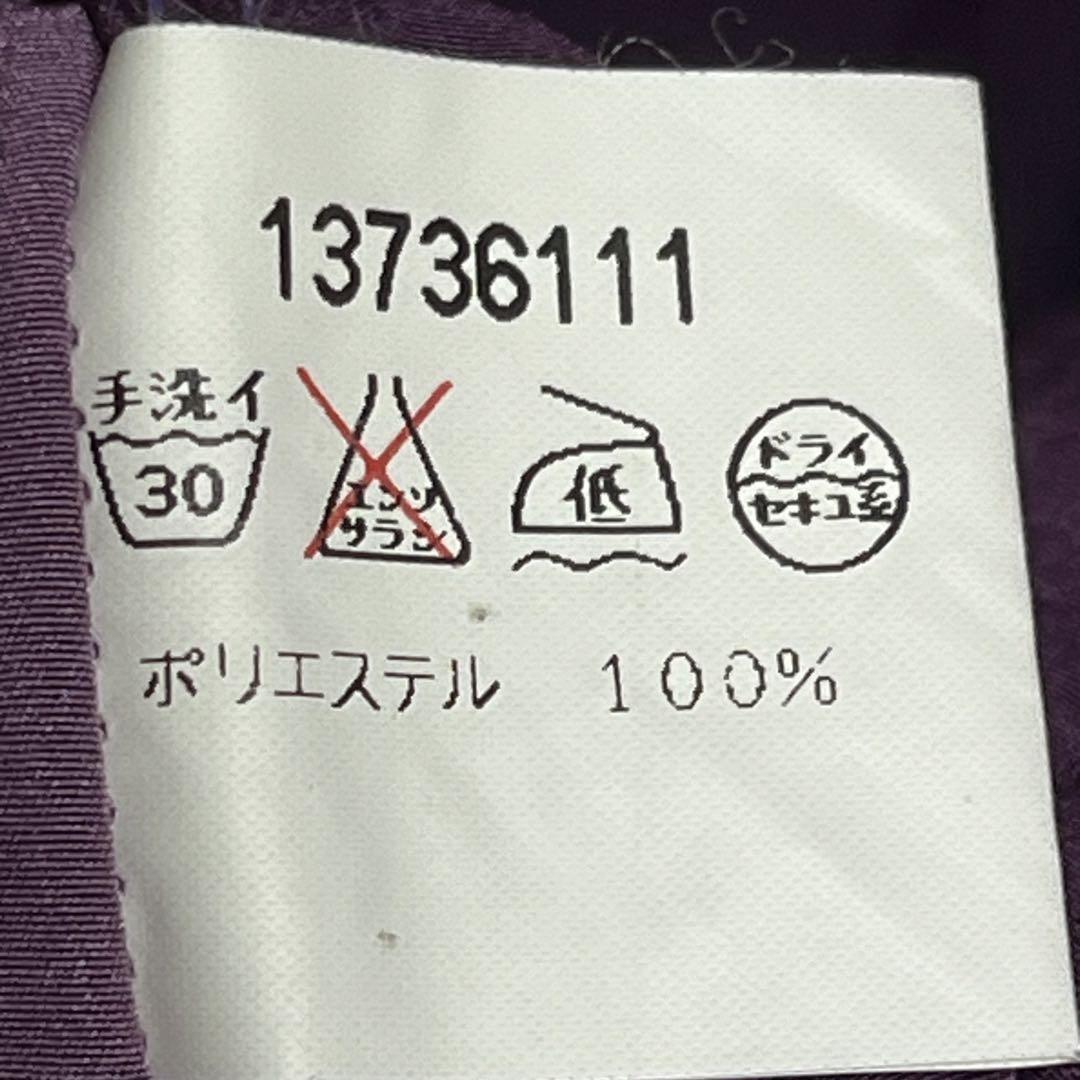 13736111
手洗イ
30
エンソ
サラシ
低
ドライ
セキユ系
ポリエステル 100%